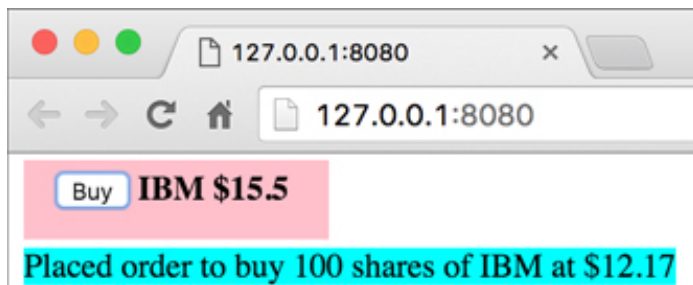 127.0.0.1:8080 ×
127.0.0.1:8080
Buy IBM $15.5
Placed order to buy 100 shares of IBM at $12.17